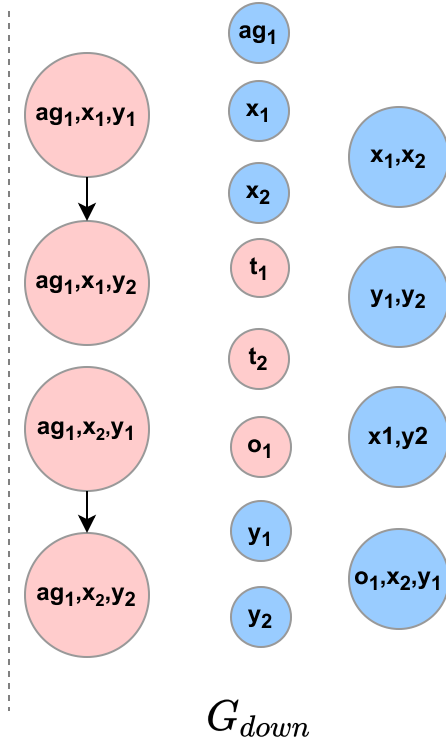 ag₁,x₁,y₁
ag₁,x₁,y₂
ag₁,x₂,y₁
ag₁,x₂,y₂
ag₁
x₁
x₂
t₁
t₂
o₁
y₁
y₂
x₁,x₂
y₁,y₂
x1,y2
o₁,x₂,y₁
G_down